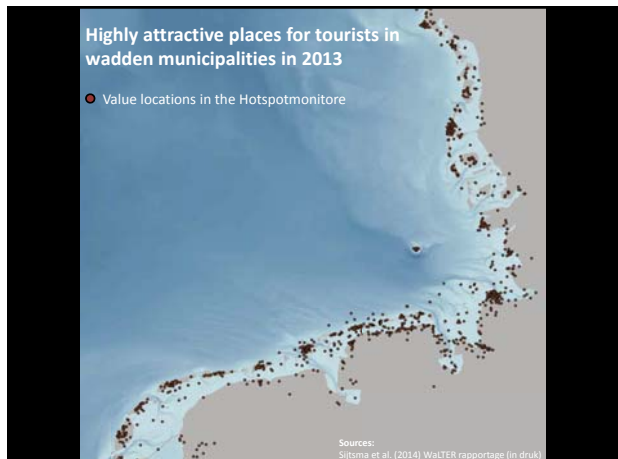 Highly attractive places for tourists in
wadden municipalities in 2013
Value locations in the Hotspotmonitore
Sources:
Sijtsma et al. (2014) WaLTER rapportage (in druk)